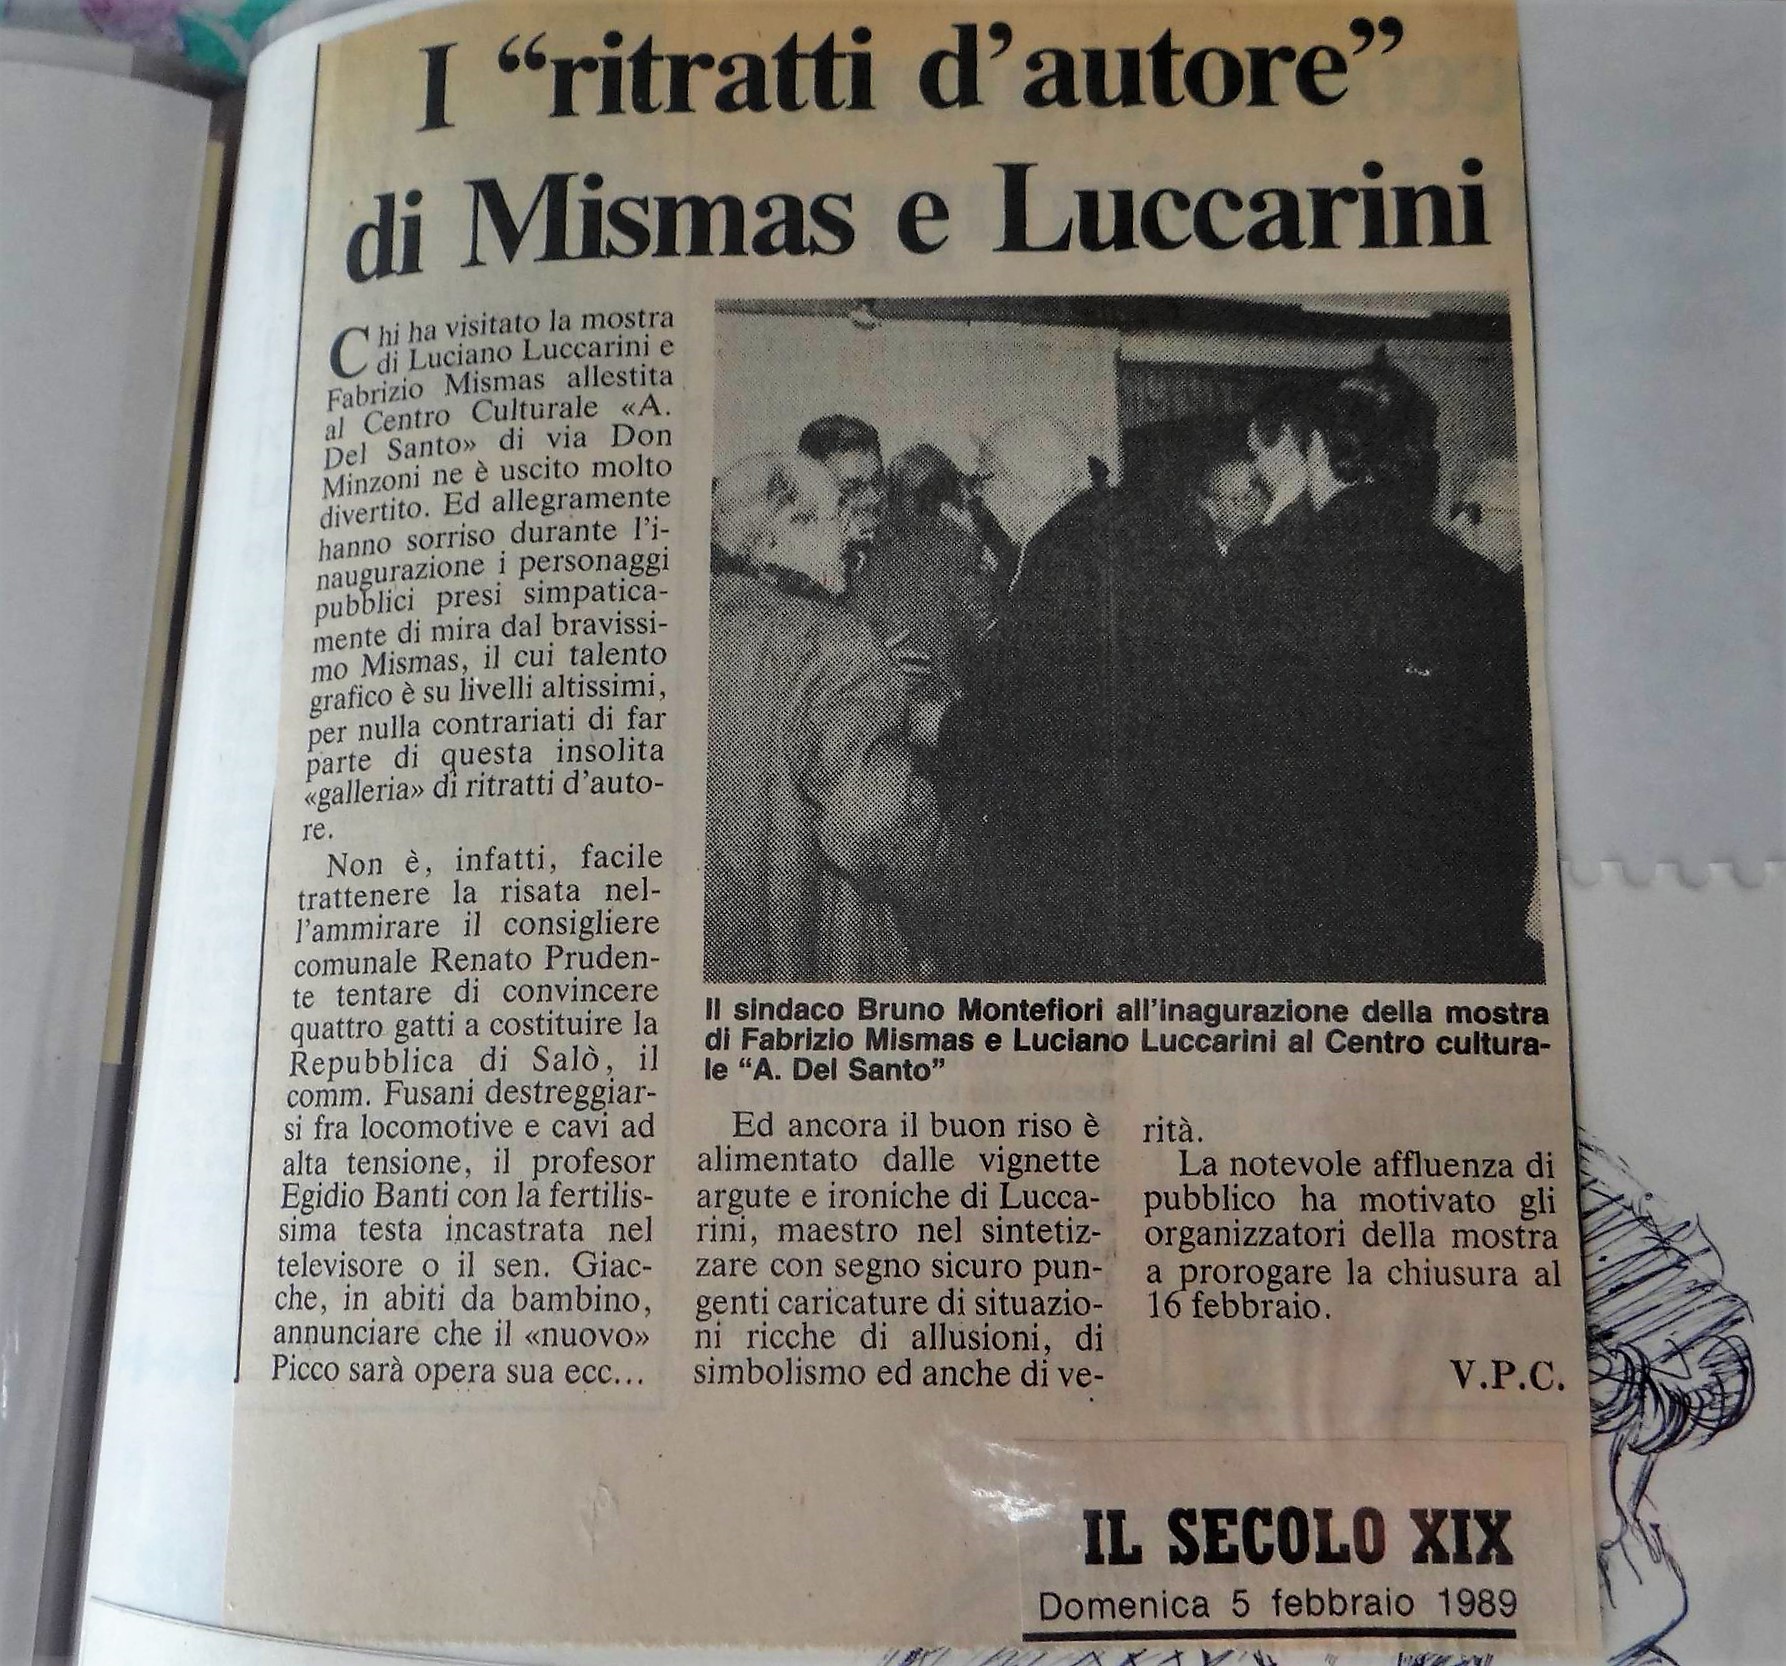 I “ritratti d’autore”
di Mismas e Luccarini
Chi ha visitato la mostra
di Luciano Luccarini e
Fabrizio Mismas allestita
al Centro Culturale «A.
Del Santo» di via Don
Minzoni ne è uscito molto
divertito. Ed allegramente
hanno sorriso durante l’i-
naugurazione i personaggi
pubblici presi simpatica-
mente di mira dal bravissi-
mo Mismas, il cui talento
grafico è su livelli altissimi,
per nulla contrariati di far
parte di questa insolita
«galleria» di ritratti d’auto-
re.
Non è, infatti, facile
trattenere la risata nel-
l’ammirare il consigliere
comunale Renato Pruden-
te tentare di convincere
quattro gatti a costituire la
Repubblica di Salò, il
comm. Fusani destreggiar-
si fra locomotive e cavi ad
alta tensione, il profesor
Egidio Banti con la fertilis-
sima testa incastrata nel
televisore o il sen. Giac-
che, in abiti da bambino,
annunciare che il «nuovo»
Picco sarà opera sua ecc...
Il sindaco Bruno Montefiori all’inagurazione della mostra
di Fabrizio Mismas e Luciano Luccarini al Centro cultura-
le “A. Del Santo”
Ed ancora il buon riso è
alimentato dalle vignette
argute e ironiche di Lucca-
rini, maestro nel sintetiz-
zare con segno sicuro pun-
genti caricature di situazio-
ni ricche di allusioni, di
simbolismo ed anche di ve-
rità.
La notevole affluenza di
pubblico ha motivato gli
organizzatori della mostra
a prorogare la chiusura al
16 febbraio.
V.P.C.
IL SECOLO XIX
Domenica 5 febbraio 1989